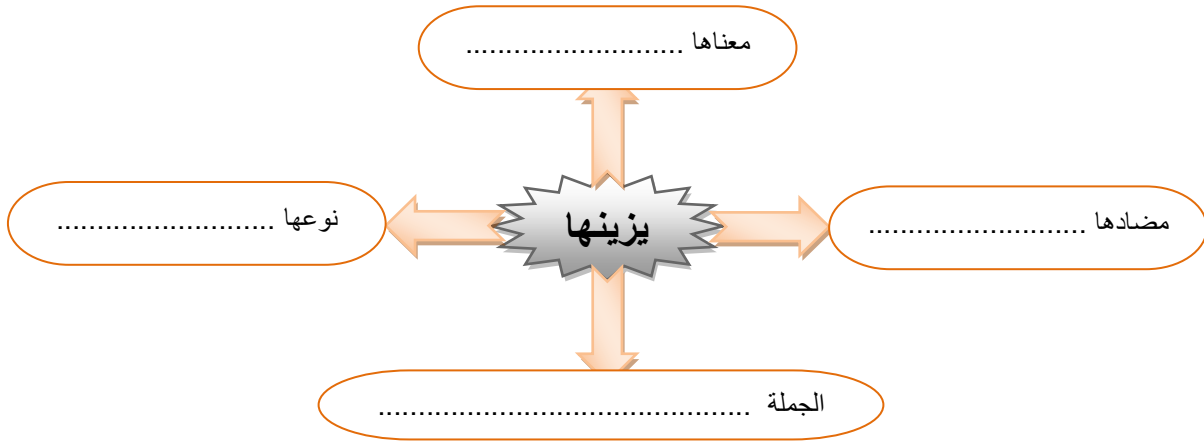 معناها ...........................
يزينها
مضادها ...........................
نوعها ...........................
الجملة ...............................................